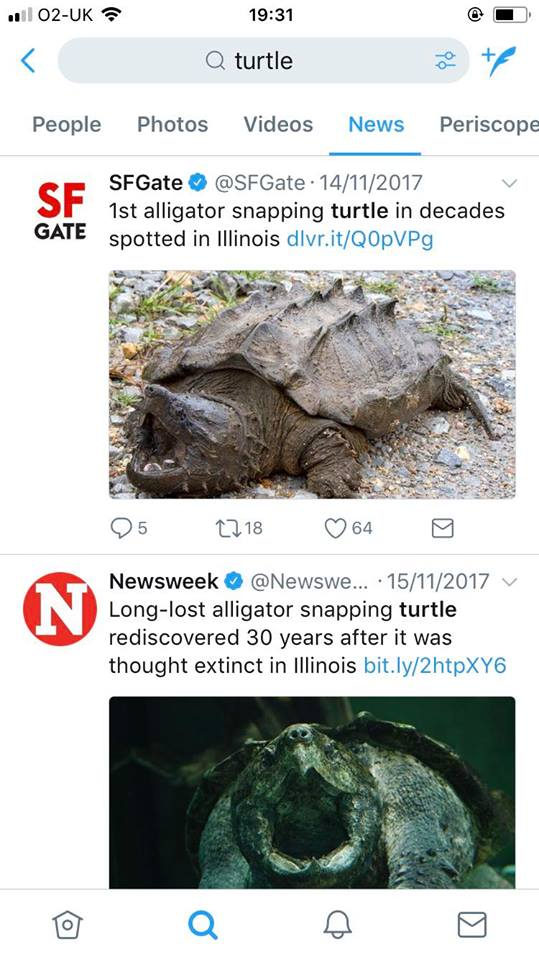 O2-UK 19:31
turtle
People Photos Videos News Periscope
SFGate @SFGate · 14/11/2017
SF
GATE
1st alligator snapping turtle in decades
spotted in Illinois dlvr.it/Q0pVPg
5 18 64
Newsweek @Newswe... · 15/11/2017
N
Long-lost alligator snapping turtle
rediscovered 30 years after it was
thought extinct in Illinois bit.ly/2htpXY6